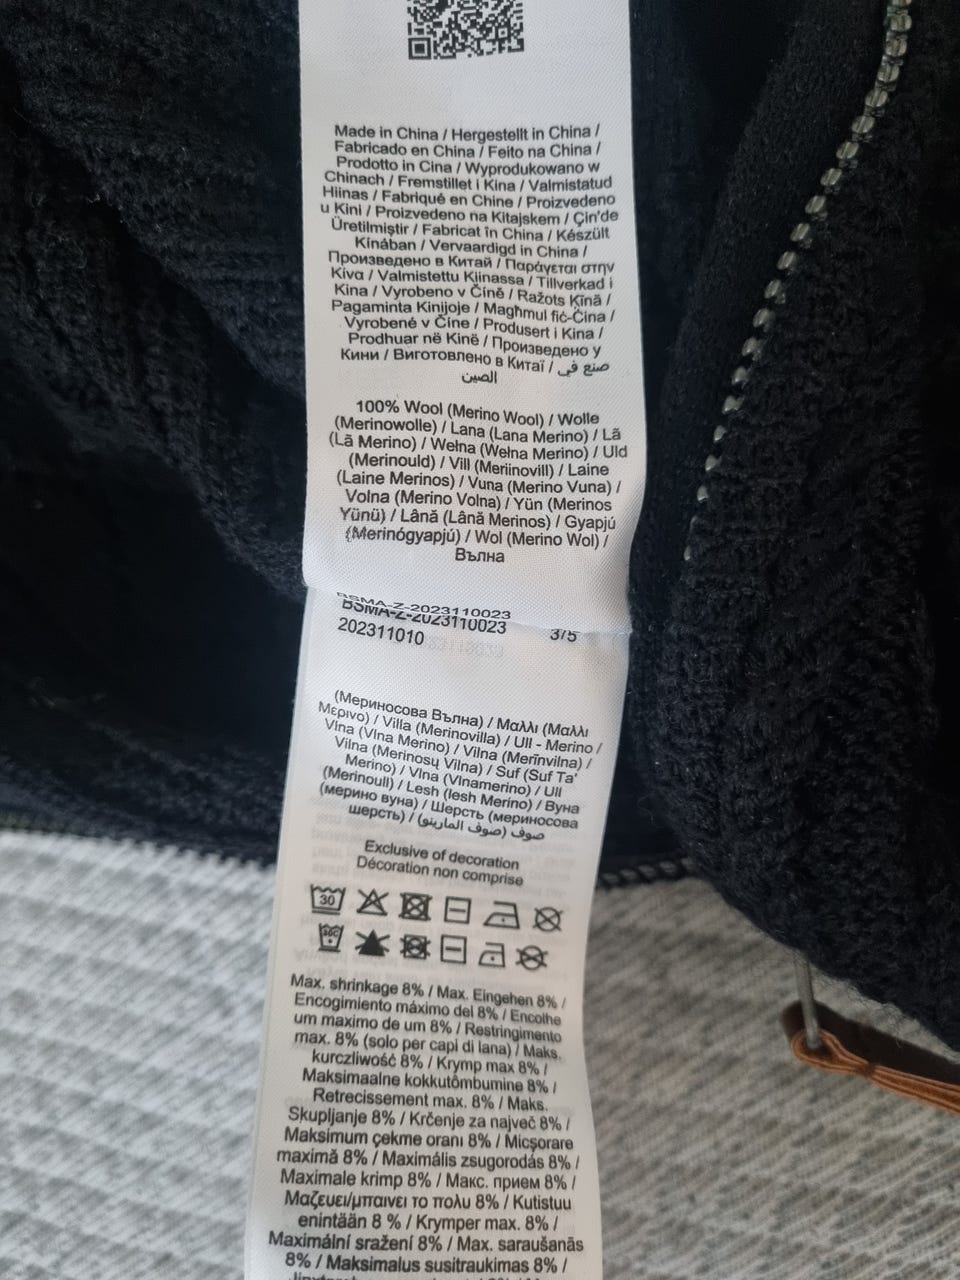 Made in China / Hergestellt in China /
Fabricado en China / Feito na China /
Prodotto in Cina / Wyprodukowano w
Chinach / Fremstillet i Kina / Valmistatud
Hiinas / Fabriqué en Chine / Proizvedeno
u Kini / Proizvedeno na Kitajskem / Çin'de
Üretilmiştir / Fabricat în China / Készült
Kínában / Vervaardigd in China /
Произведено в Китай / Παράγεται στην
Κίνα / Valmistettu Kiinassa / Tillverkad i
Kina / Vyrobeno v Číně / Ražots Ķīnā /
Pagaminta Kinijoje / Magħmul fiċ-Ċina /
Vyrobené v Číne / Produsert i Kina /
Prodhuar në Kinë / Произведено у
Кини / Виготовлено в Китаї / صنع في
الصين
100% Wool (Merino Wool) / Wolle
(Merinowolle) / Lana (Lana Merino) / Lã
(Lã Merino) / Wełna (Wełna Merino) / Uld
(Merinould) / Vill (Meriinovill) / Laine
(Laine Merinos) / Vuna (Merino Vuna) /
Volna (Merino Volna) / Yün (Merinos
Yünü) / Lână (Lână Merinos) / Gyapjú
(Merinógyapjú) / Wol (Merino Wol) /
Вълна
BSMA-Z-2023110023
BSMA-Z-2023110023 3/5
202311010
(Мериносова Вълна) / Μαλλι (Μαλλι
Μερινο) / Villa (Merinovilla) / Ull - Merino /
Vlna (Vlna Merino) / Vilna (Merīnvilna) /
Vilna (Merinosų Vilna) / Suf (Suf Ta'
Merino) / Vlna (Vlnamerino) / Ull
(Merinoull) / Lesh (lesh Merino) / Вуна
(мерино вуна) / Шерсть (мериносова
шерсть) / صوف (صوف المارينو)
Exclusive of decoration
Décoration non comprise
30
30C
Max. shrinkage 8% / Max. Eingehen 8% /
Encogimiento máximo del 8% / Encolhe
um maximo de um 8% / Restringimento
max. 8% (solo per capi di lana) / Maks.
kurczliwość 8% / Krymp max 8% /
Maksimaalne kokkutõmbumine 8% /
Retrecissement max. 8% / Maks.
Skupljanje 8% / Krčenje za največ 8% /
Maksimum çekme oranı 8% / Micșorare
maximă 8% / Maximális zsugorodás 8% /
Maximale krimp 8% / Макс. прием 8% /
Μαζευει/μπαινει το πολυ 8% / Kutistuu
enintään 8 % / Krymper max. 8% /
Maximální sražení 8% / Max. saraušanās
8% / Maksimalus susitraukimas 8% /